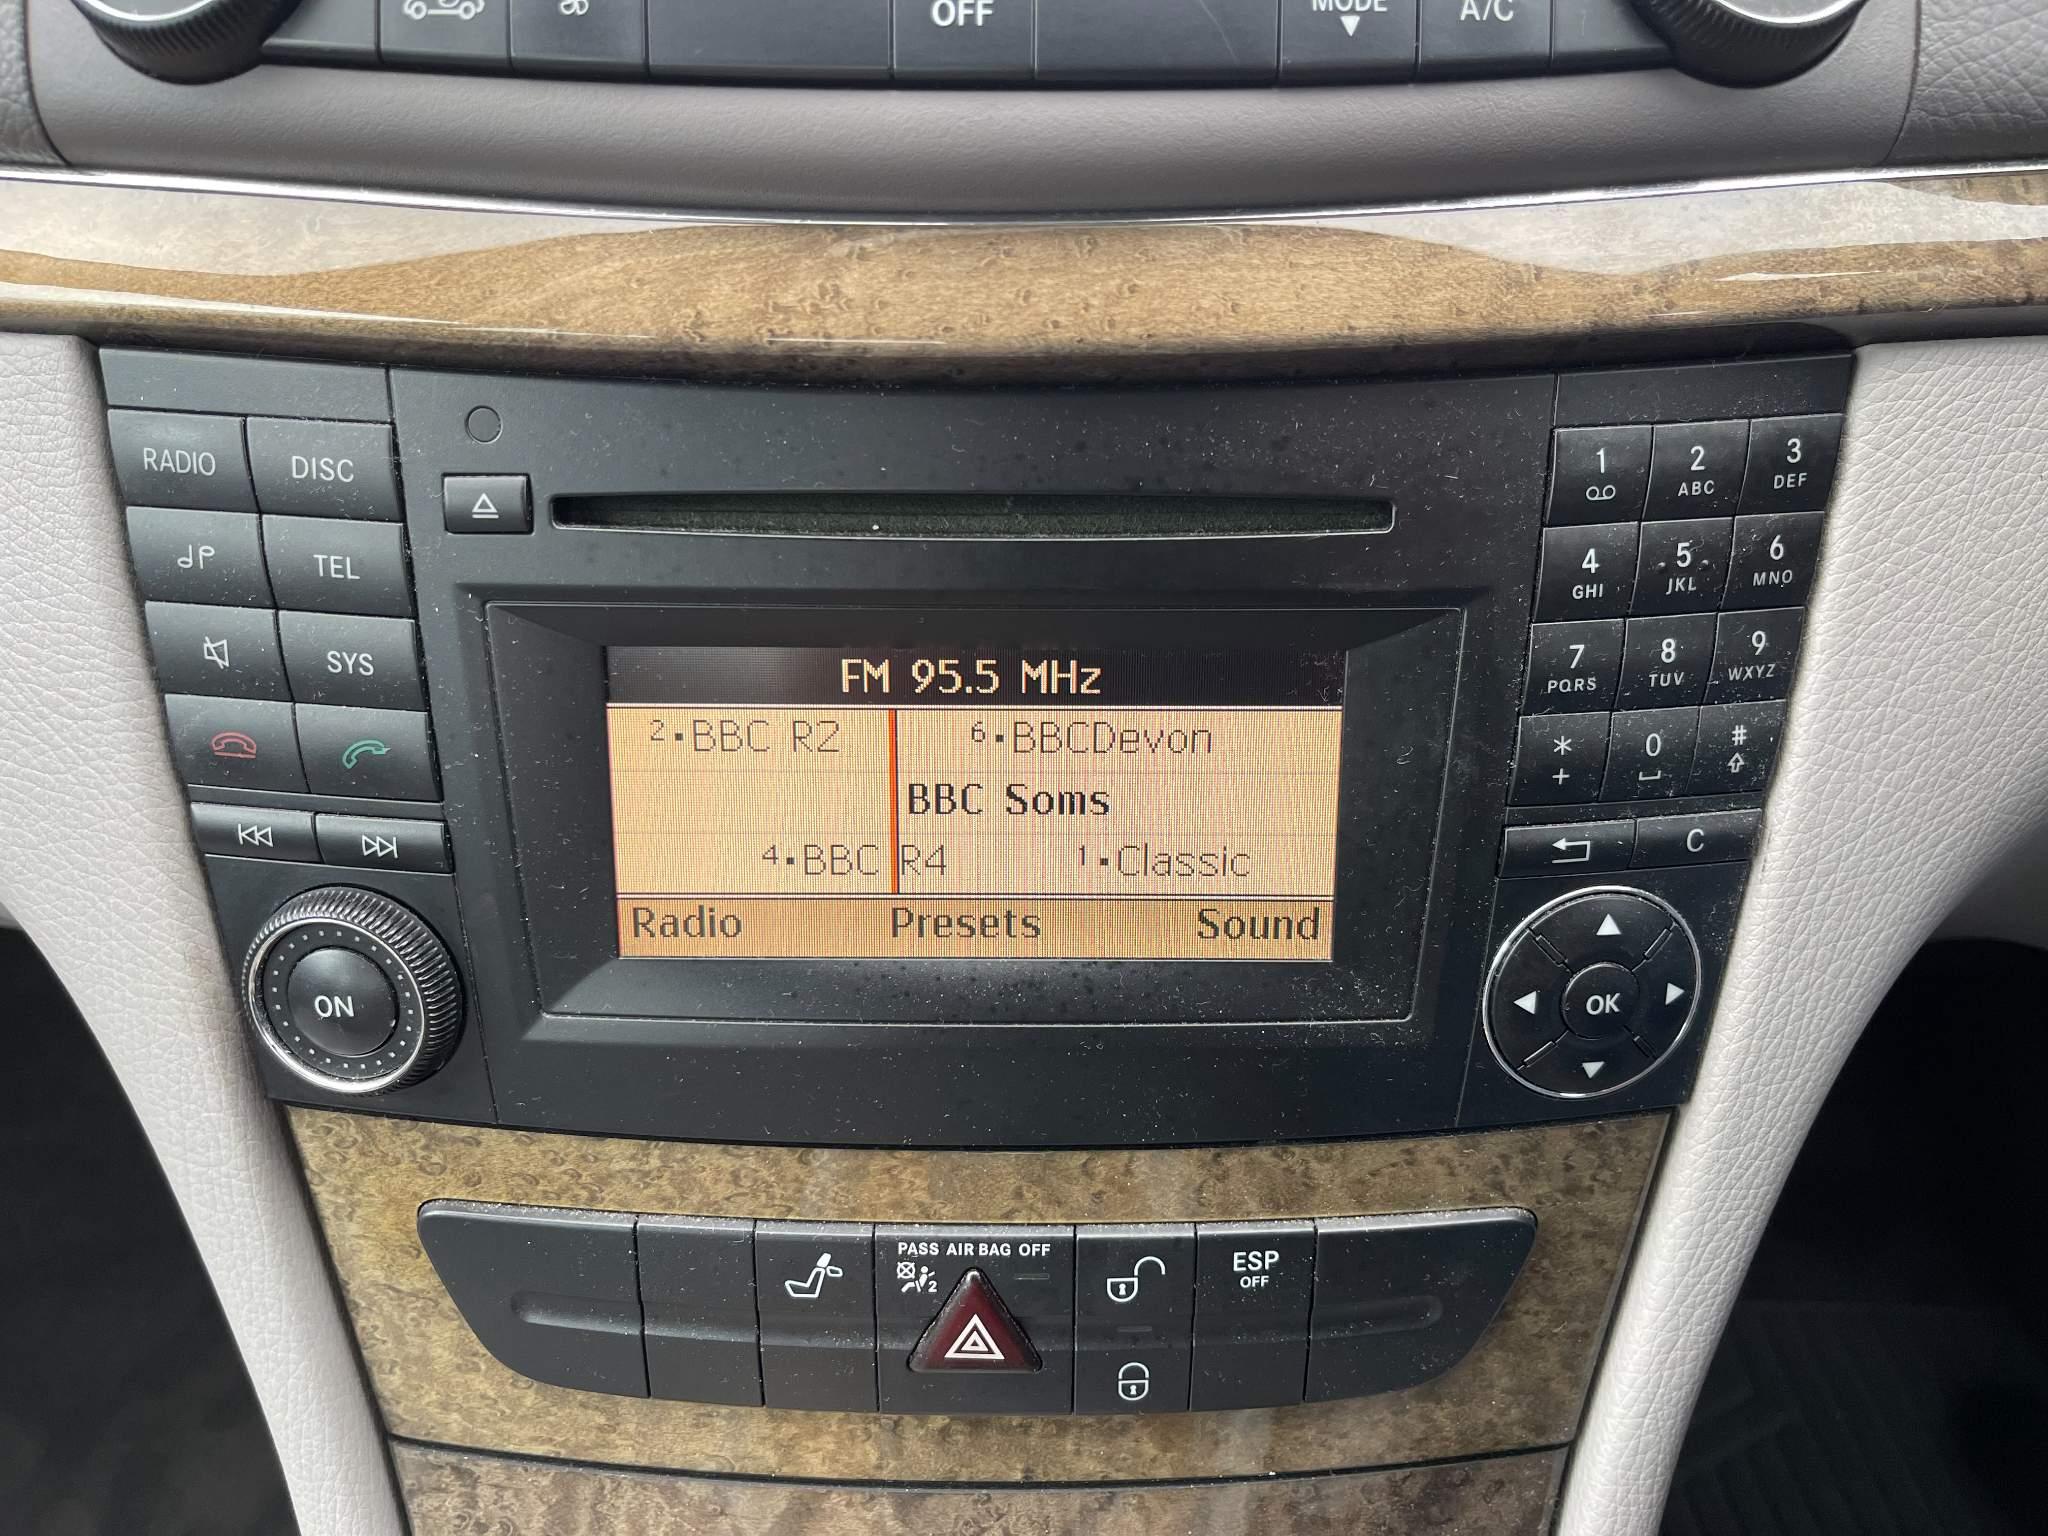 OFF
MODE
A/C
RADIO
DISC
TEL
SYS
ON
FM 95.5 MHz
2·BBC R2 6·BBCDevon
BBC Soms
4·BBC R4 1·Classic
Radio Presets Sound
1
2 ABC
3 DEF
4 GHI
5 JKL
6 MNO
7 PQRS
8 TUV
9 WXYZ
* +
0
#
C
OK
PASS AIR BAG OFF
2
ESP
OFF